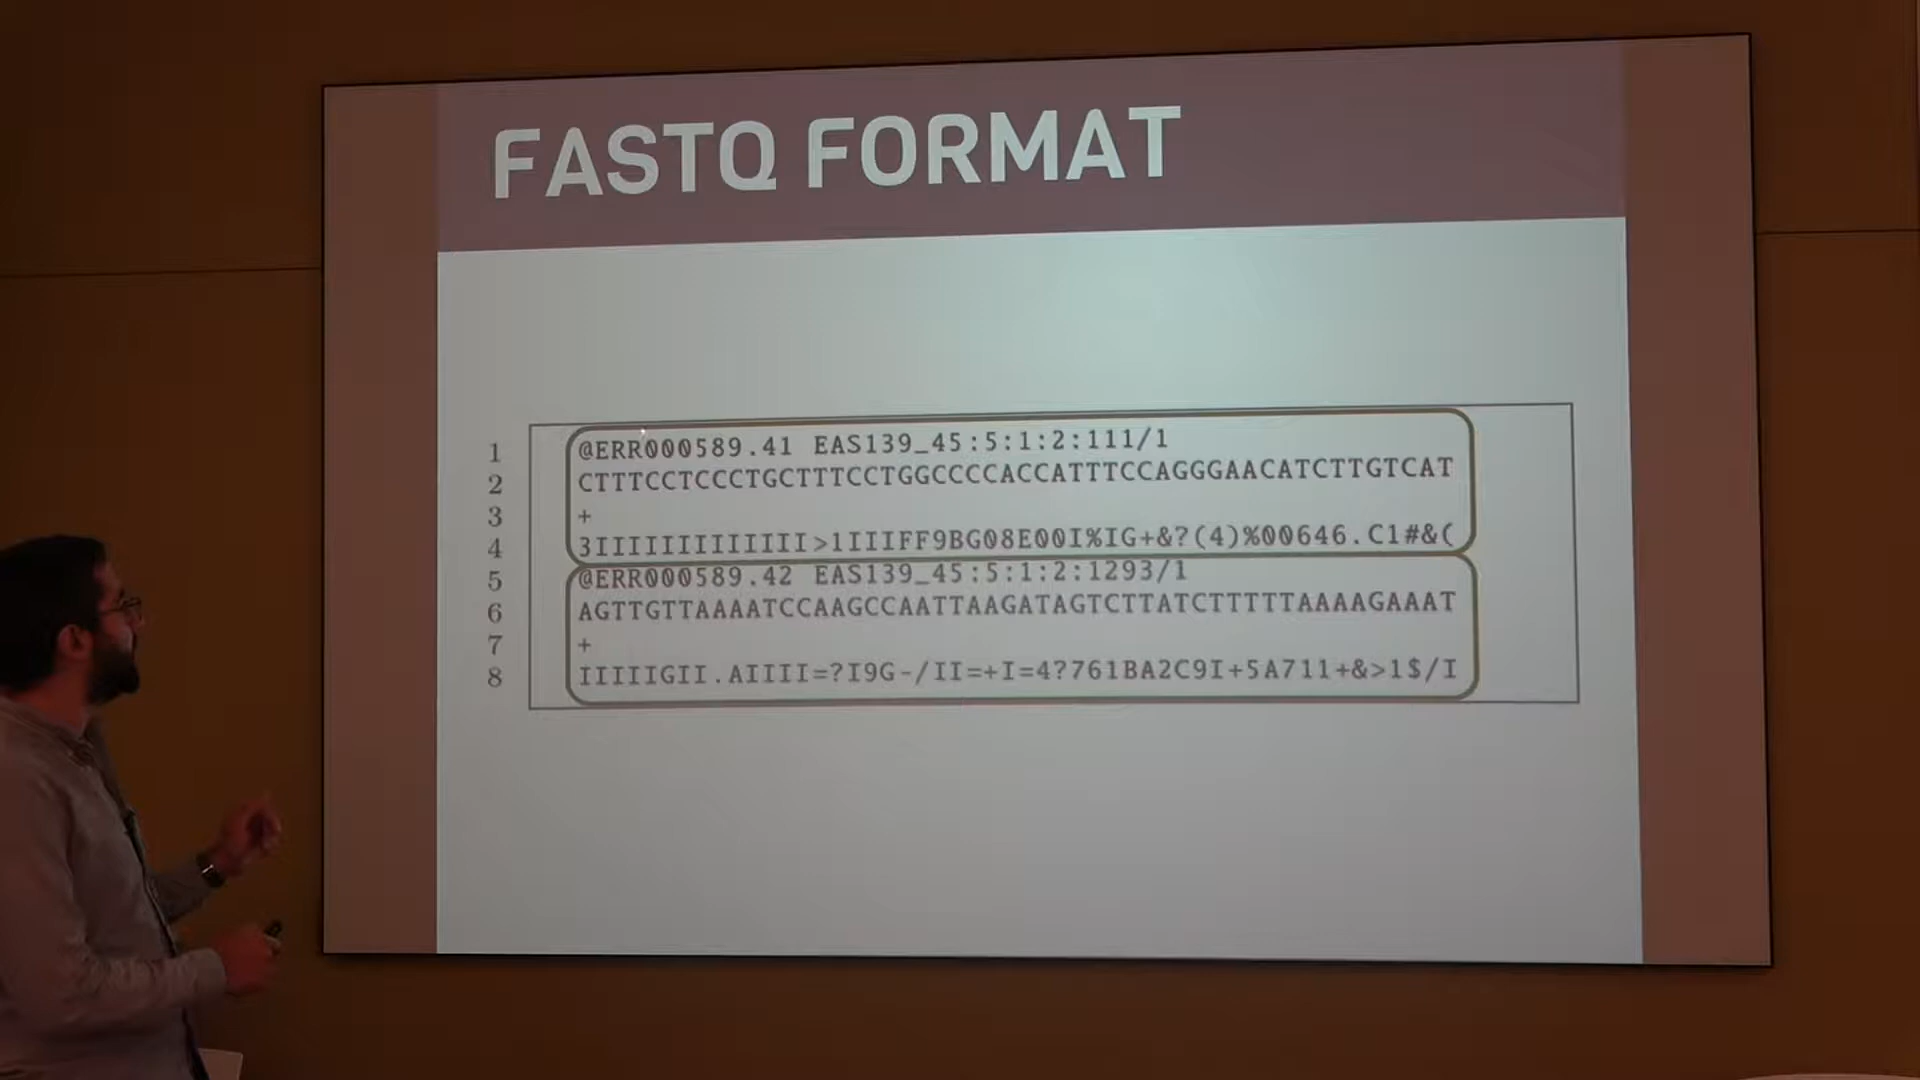 FASTQ FORMAT
1 @ERR000589.41 EAS139_45:5:1:2:111/1
2 CTTTCCTCCCTGCTTTCCTGGCCCCACCATTTCCAGGGAACATCTTGTCAT
3 +
4 3IIIIIIIIIIIII>1IIIFF9BG08E00I%IG+&?(4)%00646.C1#&(
5 @ERR000589.42 EAS139_45:5:1:2:1293/1
6 AGTTGTTAAAATCCAAGCCAATTAAGATAGTCTTATCTTTTTAAAAGAAAT
7 +
8 IIIIIGII.AIIII=?I9G-/II=+I=4?761BA2C9I+5A711+&>1$/I